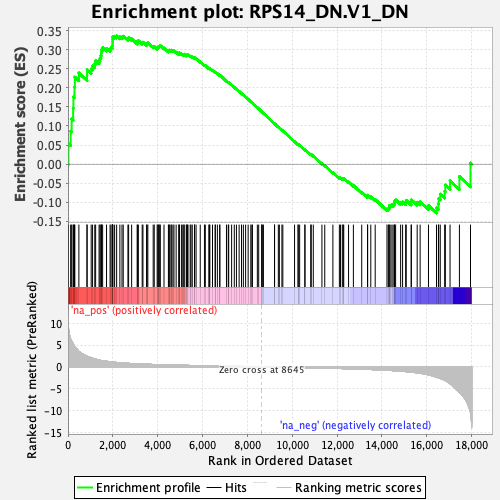 Enrichment plot: RPS14_DN.V1_DN
Enrichment score (ES)
0.35
0.30
0.25
0.20
0.15
0.10
0.05
0.00
-0.05
-0.10
-0.15
'na_pos' (positively correlated)
Ranked list metric (PreRanked)
10
5
0
-5
-10
-15
Zero cross at 8645
'na_neg' (negatively correlated)
0 2,000 4,000 6,000 8,000 10,000 12,000 14,000 16,000 18,000
Rank in Ordered Dataset
Enrichment profile Hits Ranking metric scores